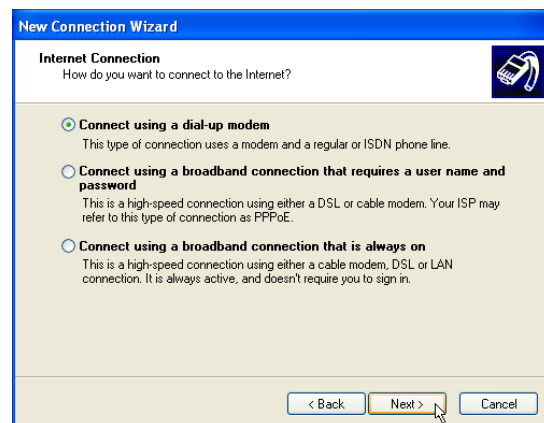 New Connection Wizard
Internet Connection
How do you want to connect to the Internet?
Connect using a dial-up modem
This type of connection uses a modem and a regular or ISDN phone line.
Connect using a broadband connection that requires a user name and
password
This is a high-speed connection using either a DSL or cable modem. Your ISP may
refer to this type of connection as PPPoE.
Connect using a broadband connection that is always on
This is a high-speed connection using either a cable modem, DSL or LAN
connection. It is always active, and doesn't require you to sign in.
< Back Next > Cancel